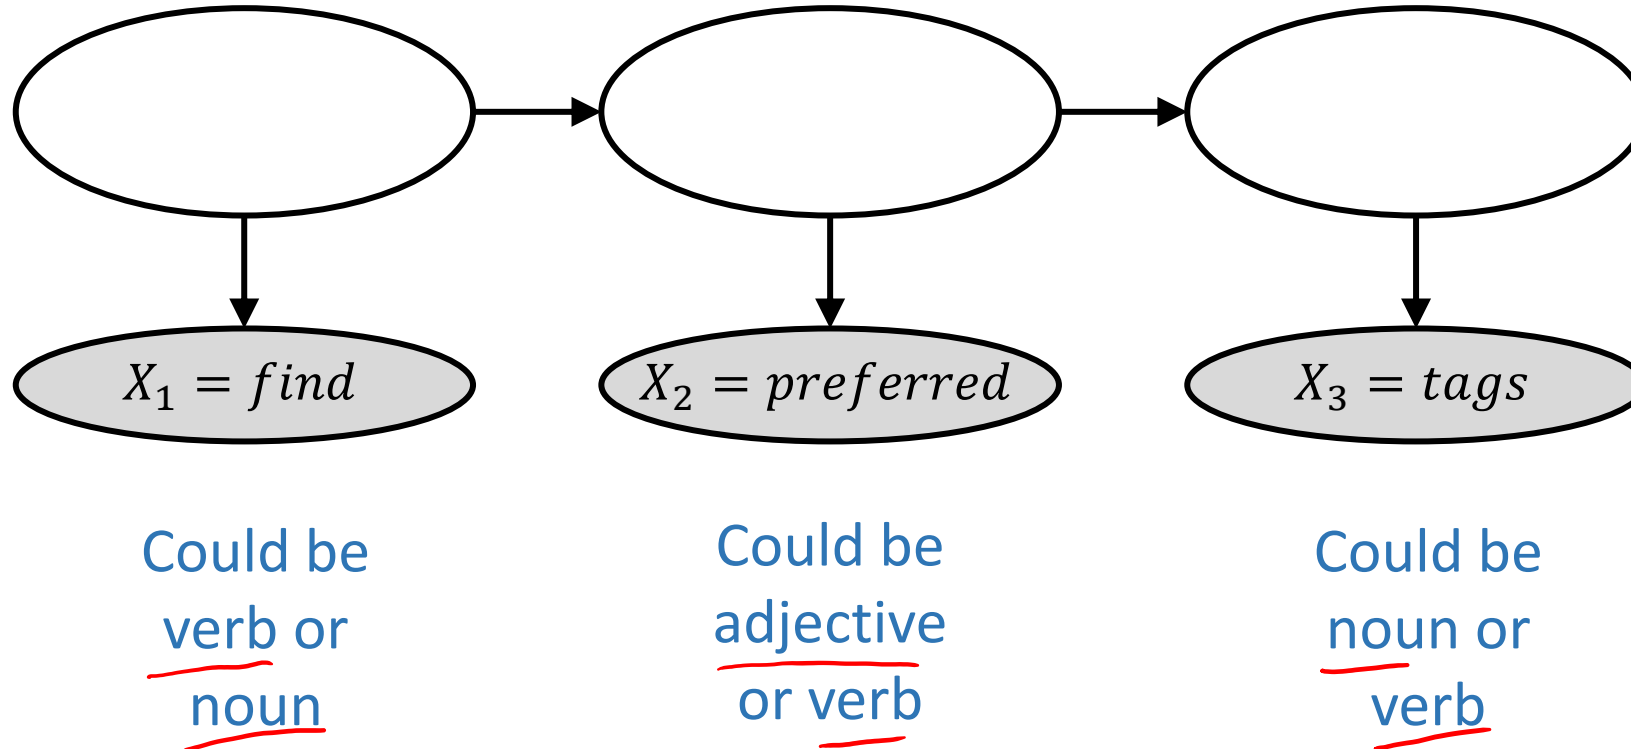 X₁ = find
X₂ = preferred
X₃ = tags
Could be
verb or
noun
Could be
adjective
or verb
Could be
noun or
verb